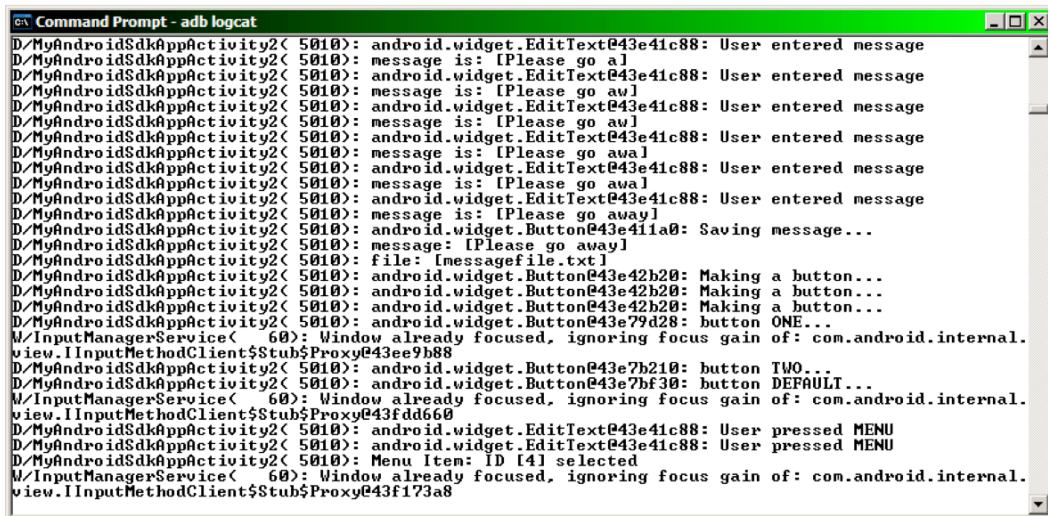 Command Prompt - adb logcat
D/MyAndroidSdkAppActivity2( 5010): android.widget.EditText@43e41c88: User entered message
D/MyAndroidSdkAppActivity2( 5010): message is: [Please go a]
D/MyAndroidSdkAppActivity2( 5010): android.widget.EditText@43e41c88: User entered message
D/MyAndroidSdkAppActivity2( 5010): message is: [Please go aw]
D/MyAndroidSdkAppActivity2( 5010): android.widget.EditText@43e41c88: User entered message
D/MyAndroidSdkAppActivity2( 5010): message is: [Please go aw]
D/MyAndroidSdkAppActivity2( 5010): android.widget.EditText@43e41c88: User entered message
D/MyAndroidSdkAppActivity2( 5010): message is: [Please go awa]
D/MyAndroidSdkAppActivity2( 5010): android.widget.EditText@43e41c88: User entered message
D/MyAndroidSdkAppActivity2( 5010): message is: [Please go awa]
D/MyAndroidSdkAppActivity2( 5010): android.widget.EditText@43e41c88: User entered message
D/MyAndroidSdkAppActivity2( 5010): message is: [Please go away]
D/MyAndroidSdkAppActivity2( 5010): android.widget.Button@43e411a0: Saving message...
D/MyAndroidSdkAppActivity2( 5010): message: [Please go away]
D/MyAndroidSdkAppActivity2( 5010): file: [messagefile.txt]
D/MyAndroidSdkAppActivity2( 5010): android.widget.Button@43e42b20: Making a button...
D/MyAndroidSdkAppActivity2( 5010): android.widget.Button@43e42b20: Making a button...
D/MyAndroidSdkAppActivity2( 5010): android.widget.Button@43e42b20: Making a button...
D/MyAndroidSdkAppActivity2( 5010): android.widget.Button@43e79d28: button ONE...
W/InputManagerService(   60): Window already focused, ignoring focus gain of: com.android.internal.
view.IInputMethodClient$Stub$Proxy@43ee9b88
D/MyAndroidSdkAppActivity2( 5010): android.widget.Button@43e7b210: button TWO...
D/MyAndroidSdkAppActivity2( 5010): android.widget.Button@43e7bf30: button DEFAULT...
W/InputManagerService(   60): Window already focused, ignoring focus gain of: com.android.internal.
view.IInputMethodClient$Stub$Proxy@43fdd660
D/MyAndroidSdkAppActivity2( 5010): android.widget.EditText@43e41c88: User pressed MENU
D/MyAndroidSdkAppActivity2( 5010): android.widget.EditText@43e41c88: User pressed MENU
D/MyAndroidSdkAppActivity2( 5010): Menu Item: ID [4] selected
W/InputManagerService(   60): Window already focused, ignoring focus gain of: com.android.internal.
view.IInputMethodClient$Stub$Proxy@43f173a8